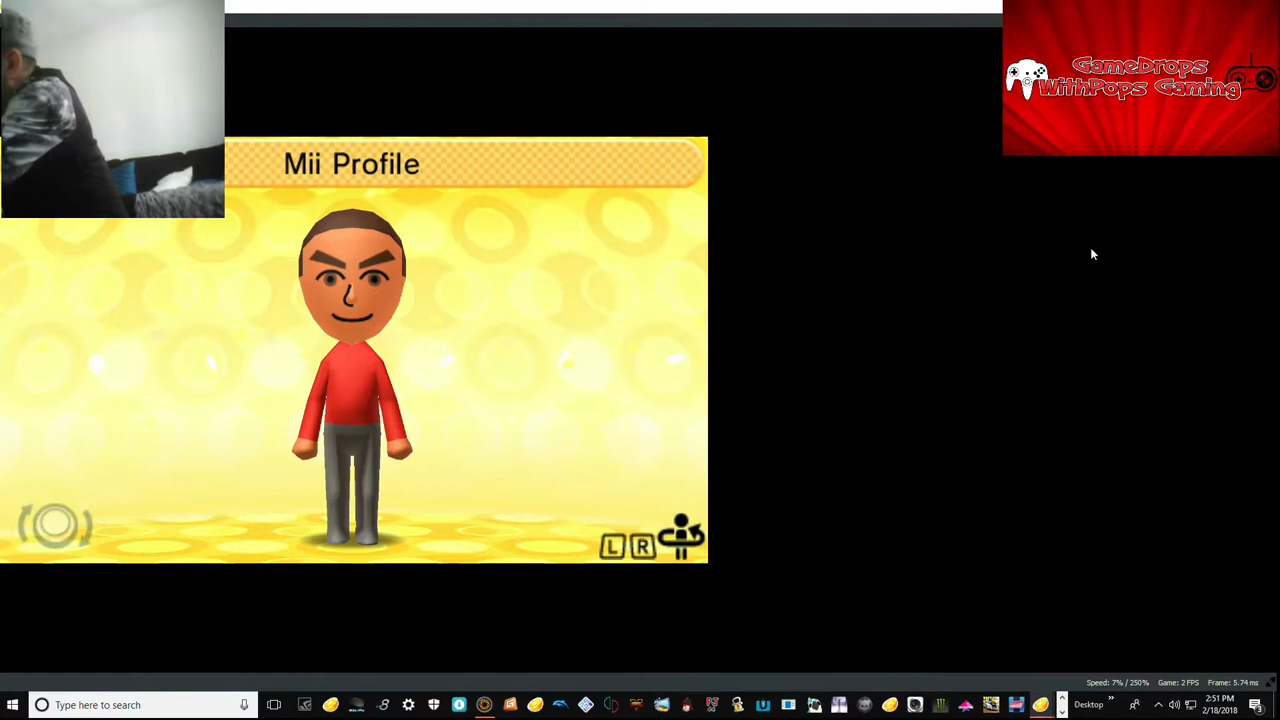 GameDrops
WithPops Gaming
Mii Profile
L R
Speed: 7% / 250% Game: 2 FPS Frame: 5.74 ms
Type here to search
Desktop
2:51 PM
2/18/2018